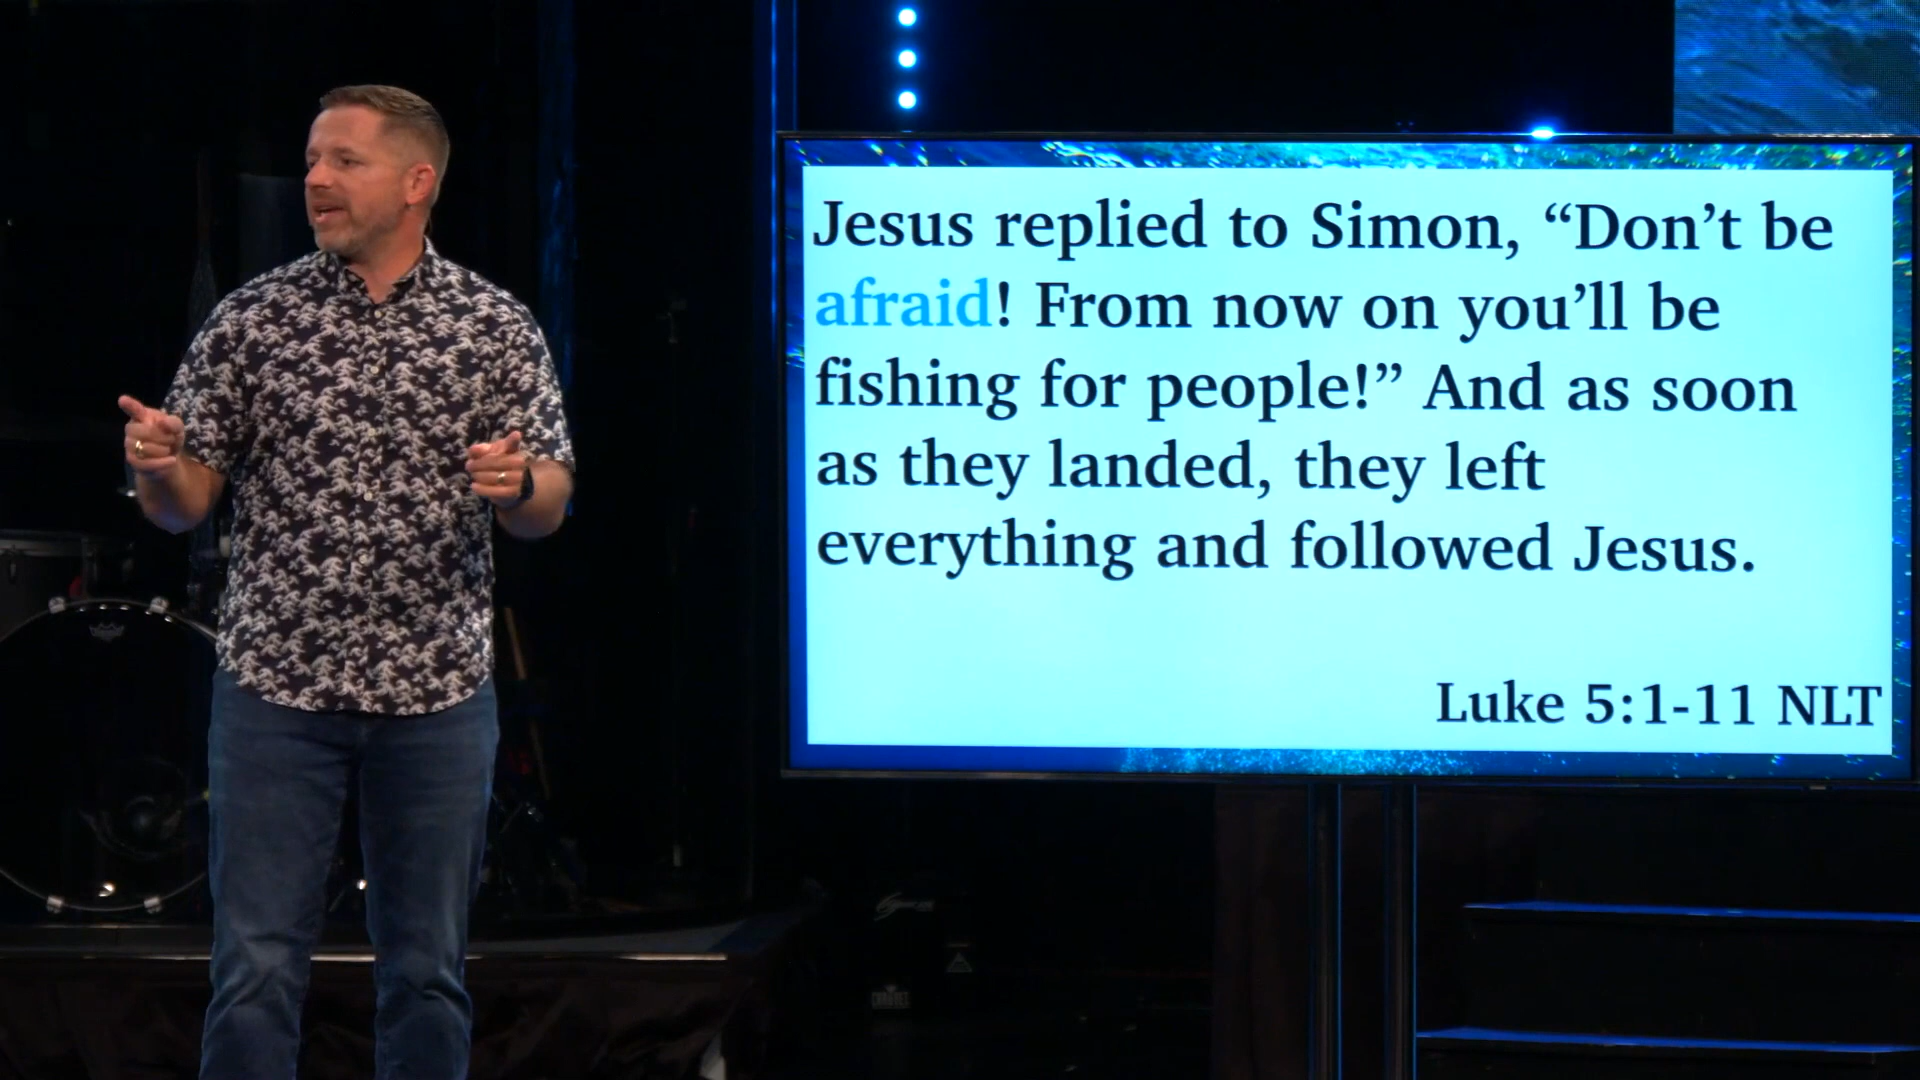 Jesus replied to Simon, “Don’t be
afraid! From now on you’ll be
fishing for people!” And as soon
as they landed, they left
everything and followed Jesus.
Luke 5:1-11 NLT
CHAUVET